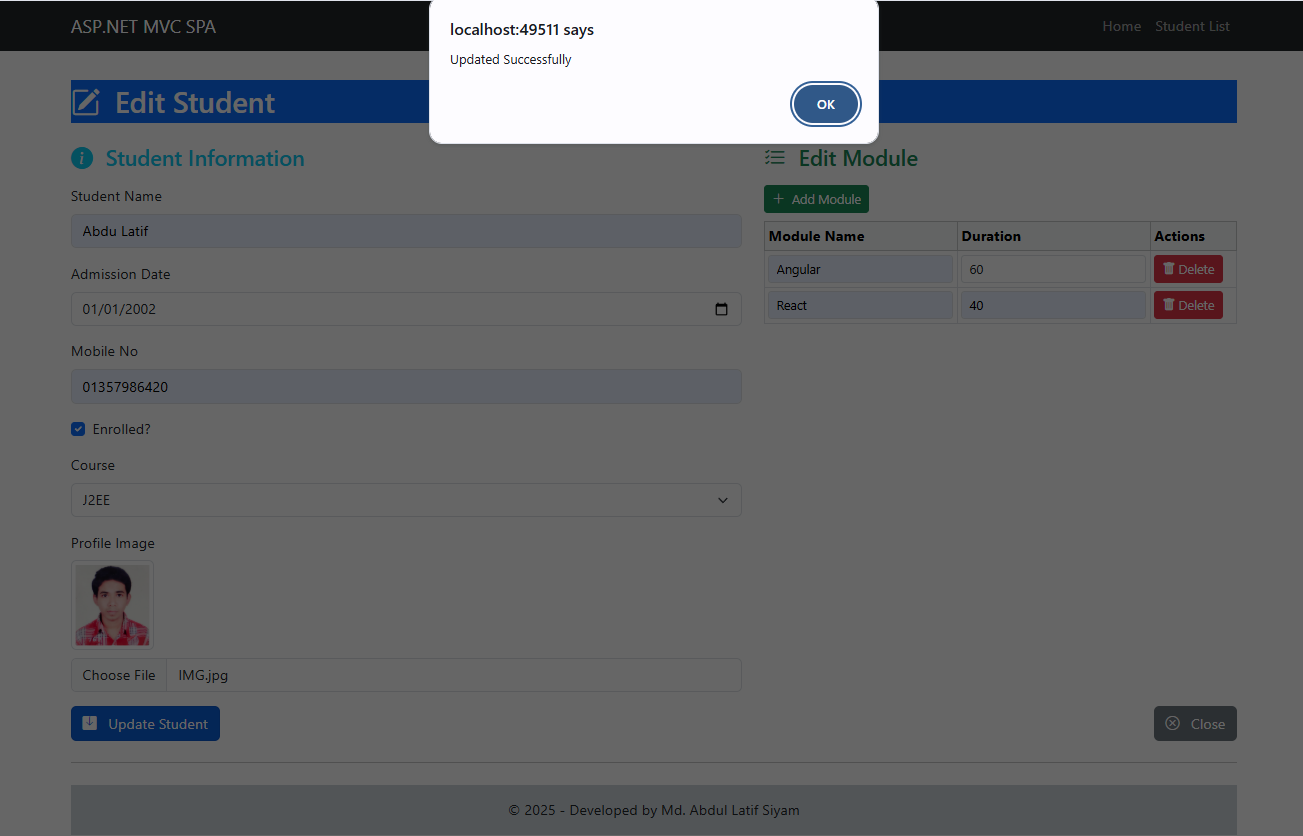 ASP.NET MVC SPA
Home Student List
localhost:49511 says
Updated Successfully
OK
Edit Student
Student Information
Student Name
Abdu Latif
Admission Date
01/01/2002
Mobile No
01357986420
Enrolled?
Course
J2EE
Profile Image
Choose File IMG.jpg
Update Student
Edit Module
Add Module
Module Name Duration Actions
Angular 60 Delete
React 40 Delete
Close
© 2025 - Developed by Md. Abdul Latif Siyam